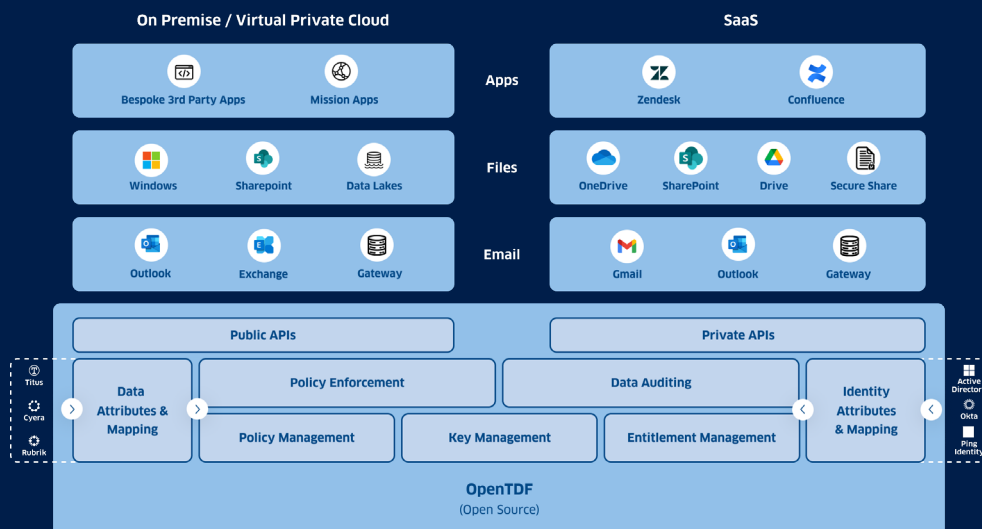 On Premise / Virtual Private Cloud
SaaS
Bespoke 3rd Party Apps
Mission Apps
Apps
Zendesk
Confluence
Windows
Sharepoint
Data Lakes
Files
OneDrive
SharePoint
Drive
Secure Share
Outlook
Exchange
Gateway
Email
Gmail
Outlook
Gateway
Public APIs
Private APIs
Titus
Cyera
Rubrik
Data
Attributes &
Mapping
Policy Enforcement
Data Auditing
Policy Management
Key Management
Entitlement Management
Identity
Attributes
& Mapping
Active
Director
Okta
Ping
Identity
OpenTDF
(Open Source)